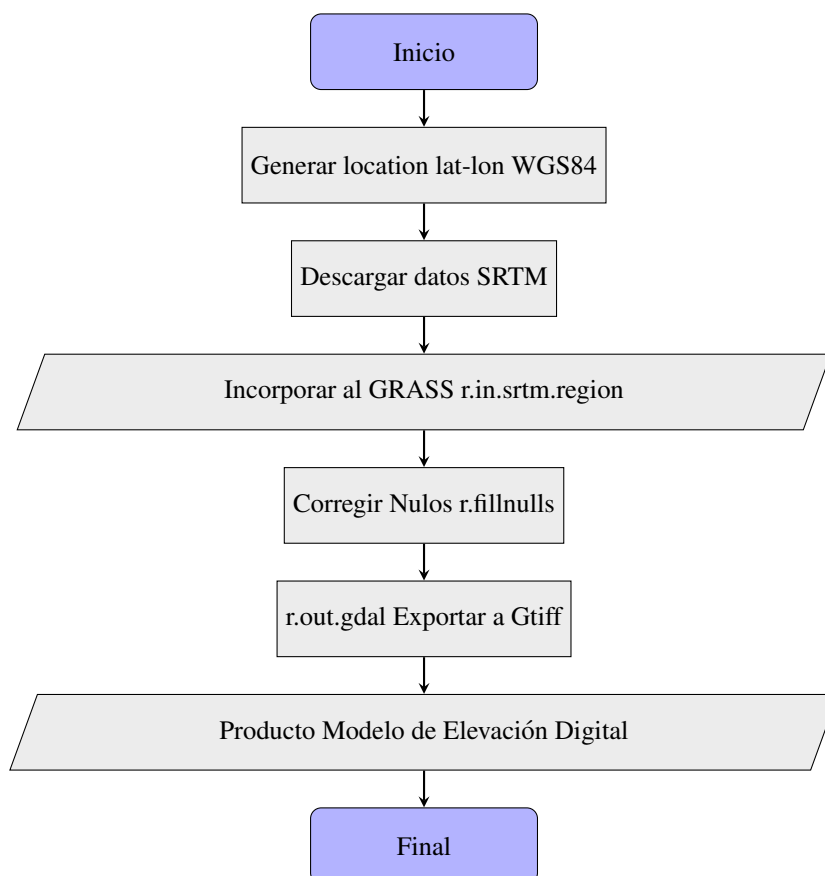 Inicio
Generar location lat-lon WGS84
Descargar datos SRTM
Incorporar al GRASS r.in.srtm.region
Corregir Nulos r.fillnulls
r.out.gdal Exportar a Gtiff
Producto Modelo de Elevación Digital
Final